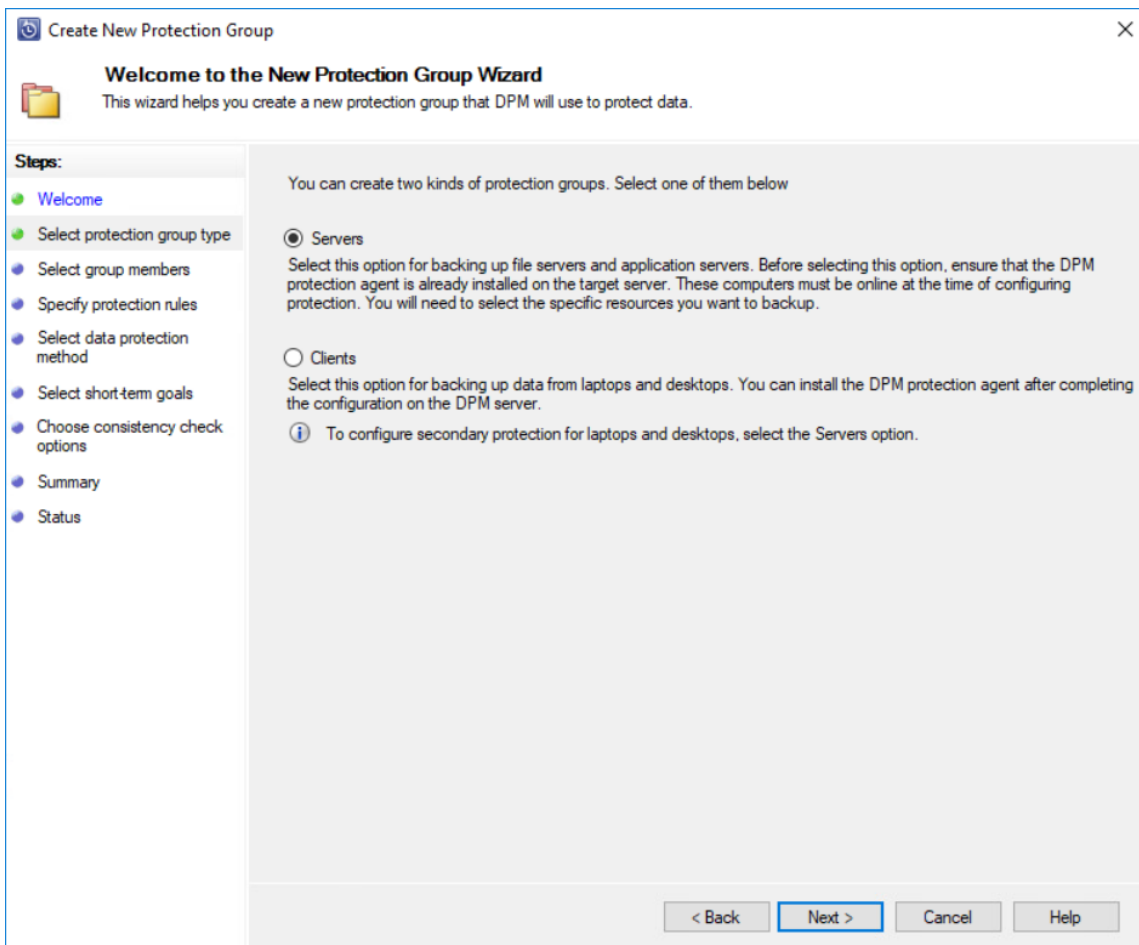 Create New Protection Group
Welcome to the New Protection Group Wizard
This wizard helps you create a new protection group that DPM will use to protect data.
Steps:
Welcome
Select protection group type
Select group members
Specify protection rules
Select data protection
method
Select short-term goals
Choose consistency check
options
Summary
Status
You can create two kinds of protection groups. Select one of them below
Servers
Select this option for backing up file servers and application servers. Before selecting this option, ensure that the DPM
protection agent is already installed on the target server. These computers must be online at the time of configuring
protection. You will need to select the specific resources you want to backup.
Clients
Select this option for backing up data from laptops and desktops. You can install the DPM protection agent after completing
the configuration on the DPM server.
To configure secondary protection for laptops and desktops, select the Servers option.
< Back
Next >
Cancel
Help